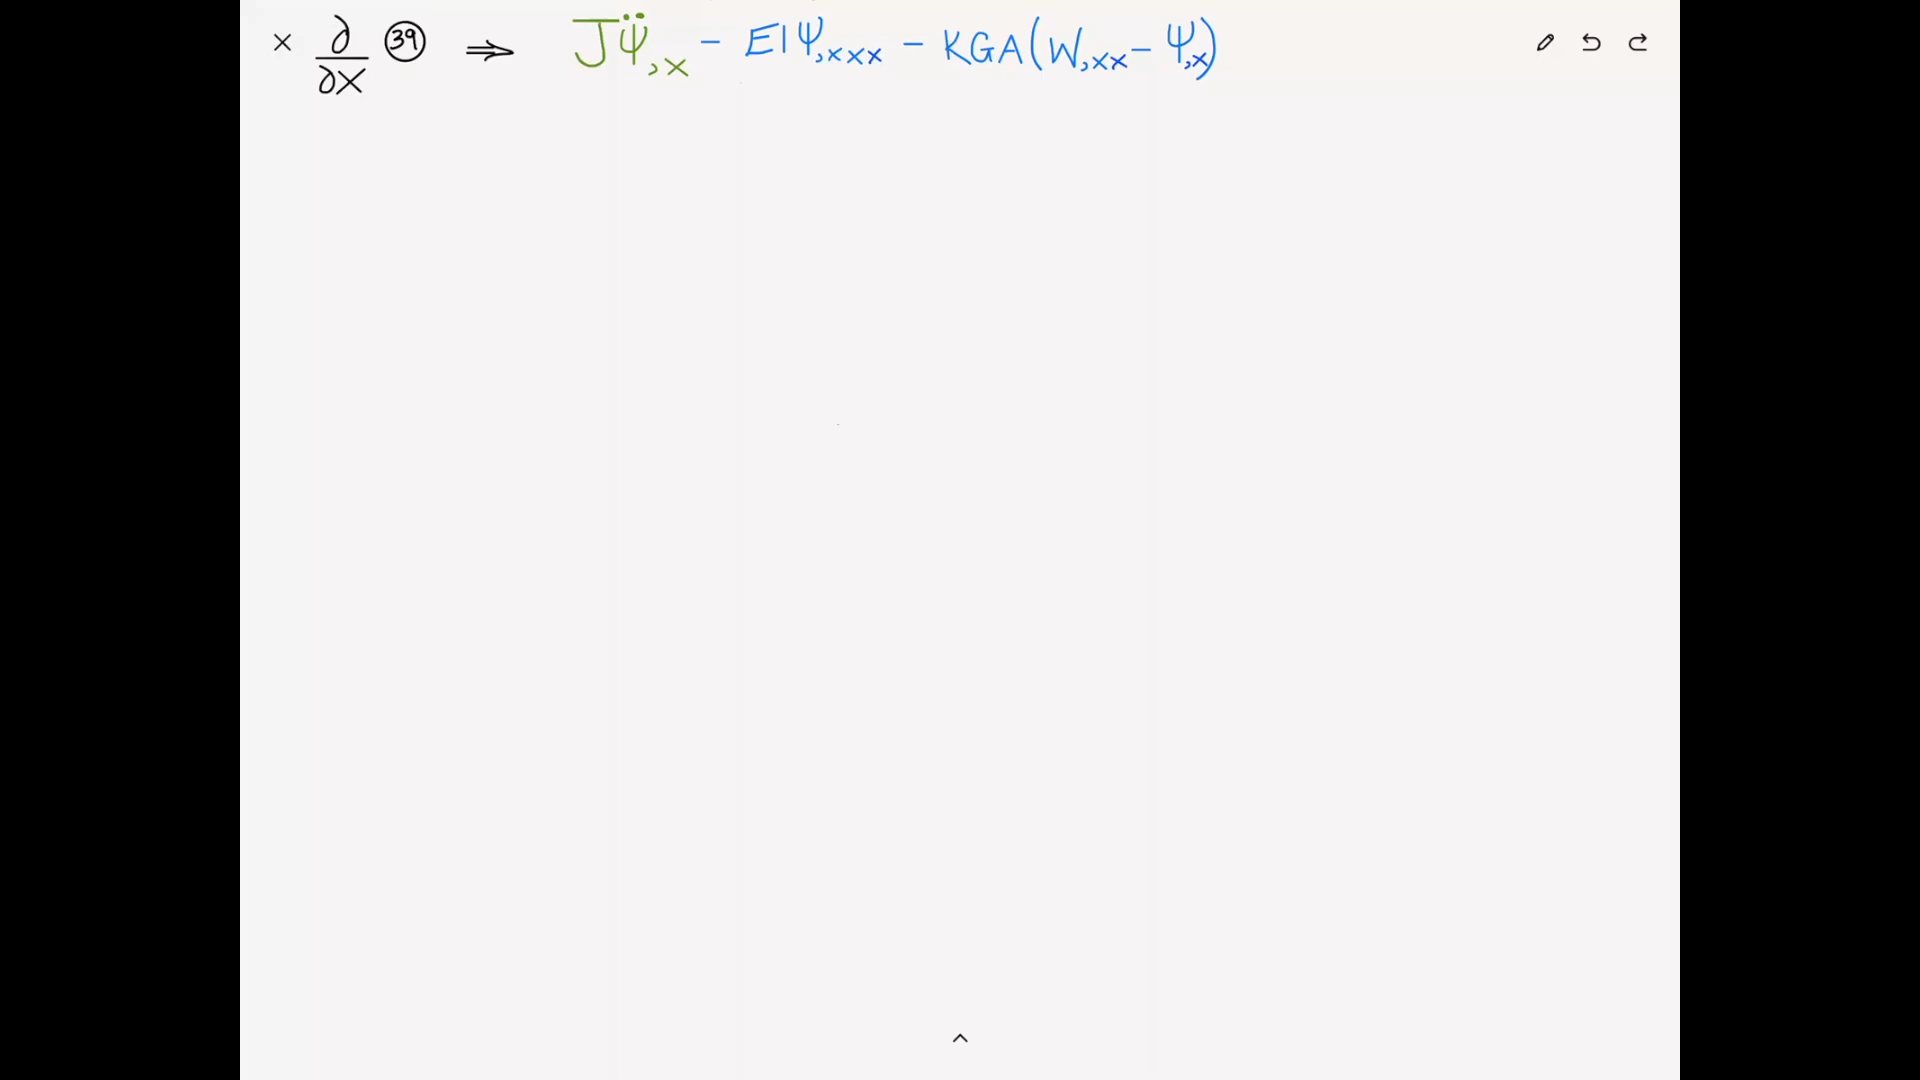 ∂/∂x ㊴ ⇒ Jψ̈,x − EIψ,xxx − KGA(W,xx − ψ,x)